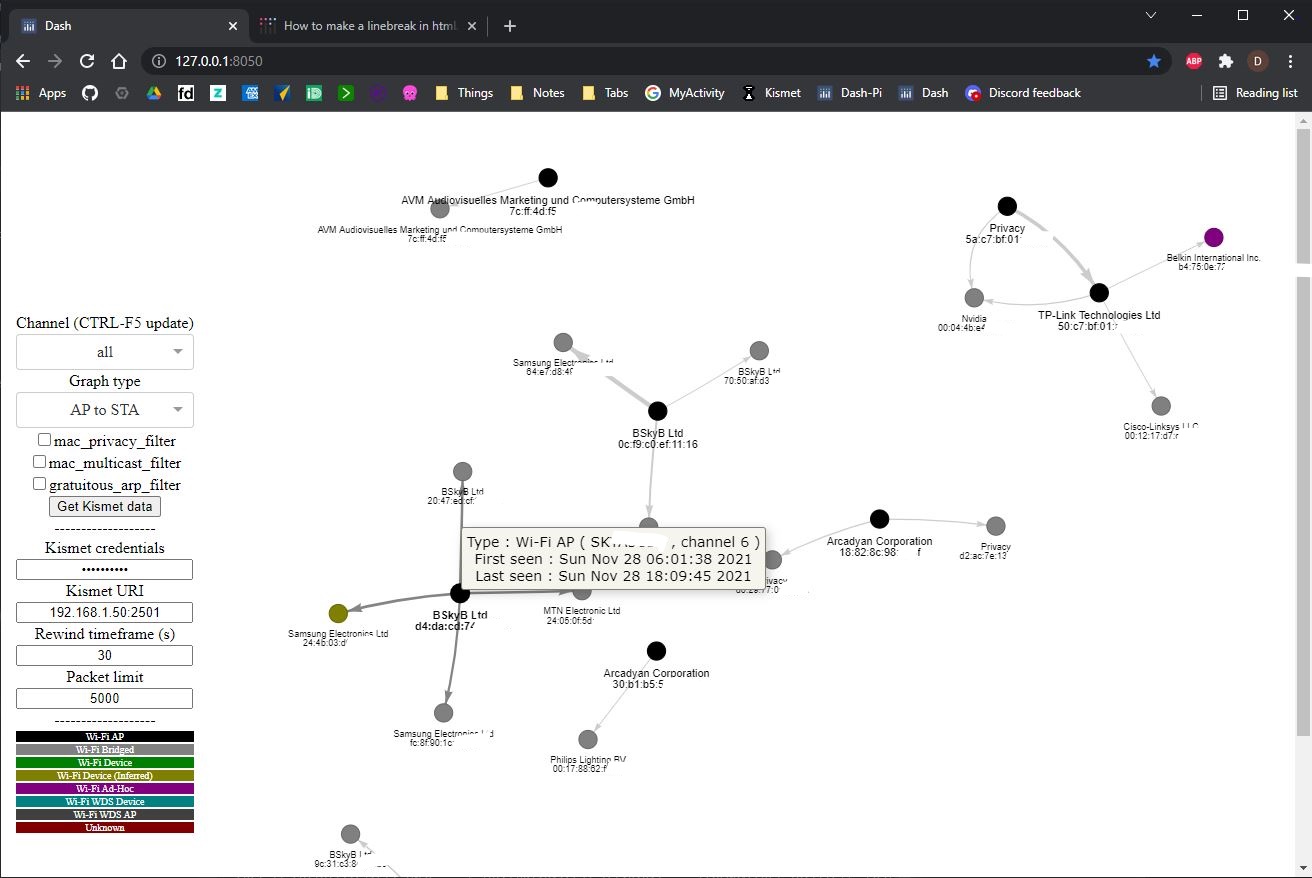 Dash
How to make a linebreak in html
127.0.0.1:8050
ABP
D
Apps
fd
Things
Notes
Tabs
MyActivity
Kismet
Dash-Pi
Dash
Discord feedback
Reading list
AVM Audiovisuelles Marketing und Computersysteme GmbH
7c:ff:4d:f5
AVM Audiovisuelles Marketing und Computersysteme GmbH
7c:ff:4d:f5
Privacy
5a:c7:bf:01
Belkin International Inc.
b4:75:0e:7
Nvidia
00:04:4b:e4
TP-Link Technologies Ltd
50:c7:bf:01:
Cisco-Linksys LLC
00:12:17:d7:
Samsung Electronics Ltd
64:e7:d8:4
BSkyB Ltd
70:50:af:d3
BSkyB Ltd
0c:f9:c0:ef:11:16
BSkyB Ltd
20:47:ed:cf:
Type : Wi-Fi AP ( SK , channel 6 )
First seen : Sun Nov 28 06:01:38 2021
Last seen : Sun Nov 28 18:09:45 2021
Arcadyan Corporation
18:82:8c:98:
Privacy
d2:ac:7e:13
BSkyB Ltd
d4:da:cd:74
MTN Electronic Ltd
24:05:0f:5d
Samsung Electronics Ltd
24:4b:03:d
Arcadyan Corporation
30:b1:b5:5
Samsung Electronics Ltd
fc:8f:90:1c:
Philips Lighting BV
00:17:88:62:f
BSkyB Ltd
9c:31:c3:8
Channel (CTRL-F5 update)
all
Graph type
AP to STA
mac_privacy_filter
mac_multicast_filter
gratuitous_arp_filter
Get Kismet data
-------------------
Kismet credentials
••••••••••
Kismet URI
192.168.1.50:2501
Rewind timeframe (s)
30
Packet limit
5000
-------------------
Wi-Fi AP
Wi-Fi Bridged
Wi-Fi Device
Wi-Fi Device (Inferred)
Wi-Fi Ad-Hoc
Wi-Fi WDS Device
Wi-Fi WDS AP
Unknown